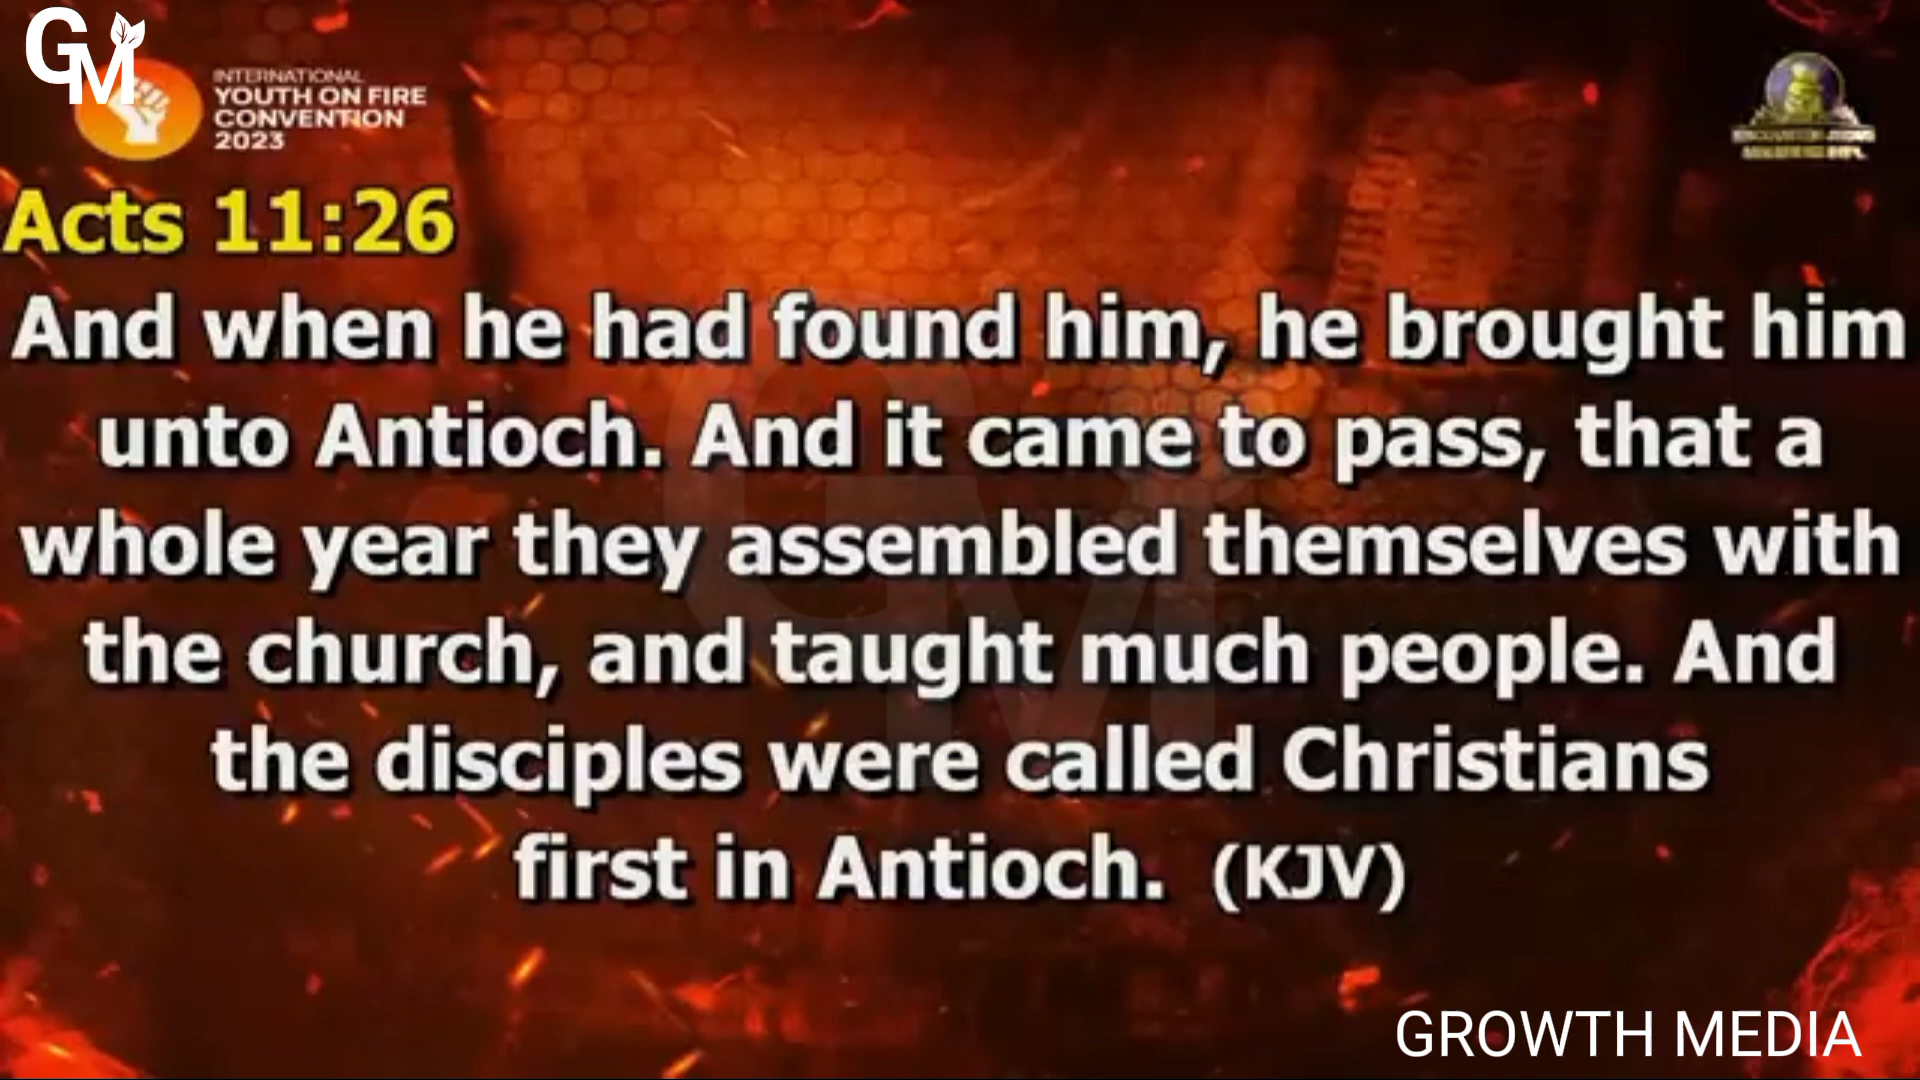 GM
INTERNATIONAL
YOUTH ON FIRE
CONVENTION
2023
Acts 11:26
And when he had found him, he brought him
unto Antioch. And it came to pass, that a
whole year they assembled themselves with
the church, and taught much people. And
the disciples were called Christians
first in Antioch. (KJV)
GROWTH MEDIA